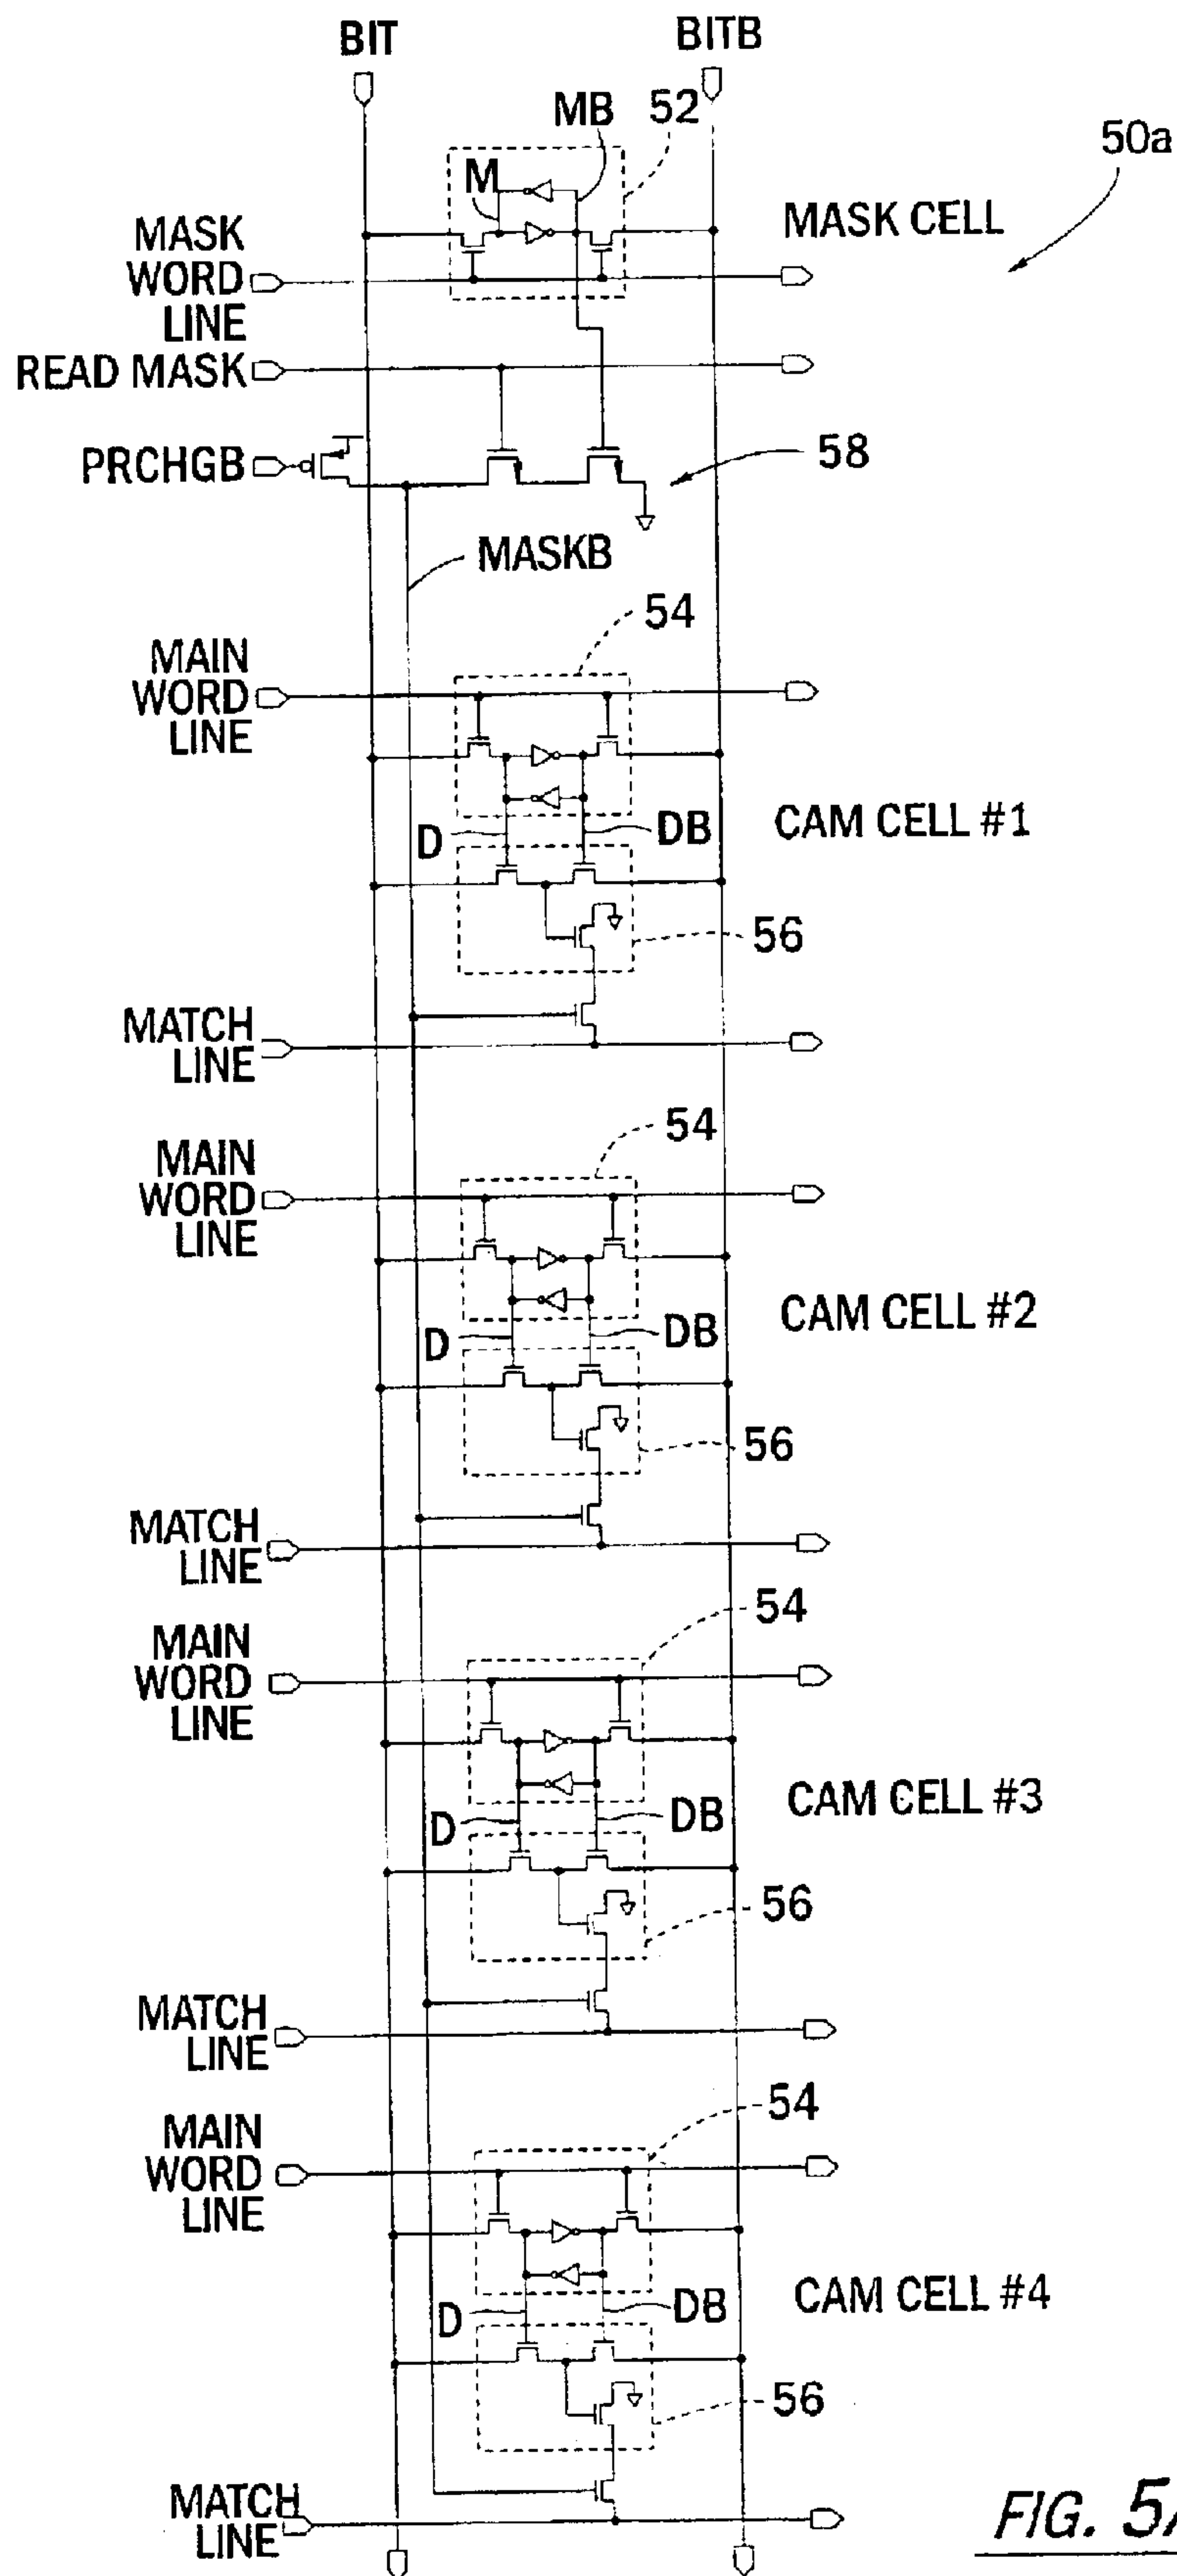 BIT
BITB
MB
52
50a
M
MASK
WORD
LINE
MASK CELL
READ MASK
PRCHGB
58
MASKB
54
MAIN
WORD
LINE
CAM CELL #1
D
DB
56
MATCH
LINE
54
MAIN
WORD
LINE
CAM CELL #2
D
DB
56
MATCH
LINE
54
MAIN
WORD
LINE
CAM CELL #3
D
DB
56
MATCH
LINE
54
MAIN
WORD
LINE
CAM CELL #4
D
DB
56
MATCH
LINE
FIG.